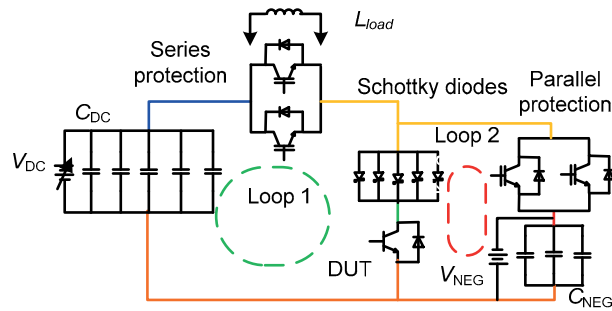 L_load
Series
protection
Schottky diodes
Parallel
protection
C_DC
Loop 2
V_DC
Loop 1
DUT
V_NEG
C_NEG